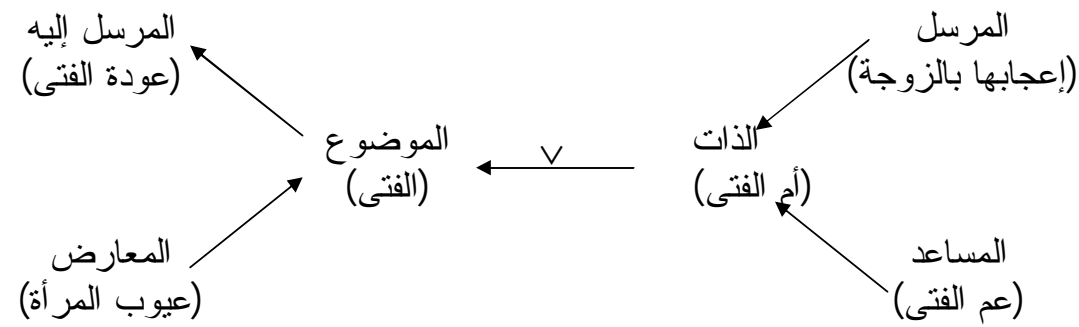 المرسل
(إعجابها بالزوجة)
المرسل إليه
(عودة الفتى)
الذات
(أم الفتى)
∨
الموضوع
(الفتى)
المساعد
(عم الفتى)
المعارض
(عيوب المرأة)